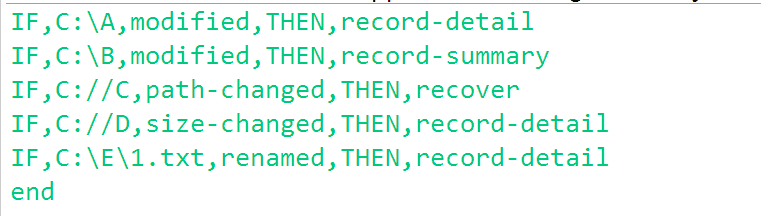 IF,C:\A,modified,THEN,record-detail
IF,C:\B,modified,THEN,record-summary
IF,C://C,path-changed,THEN,recover
IF,C://D,size-changed,THEN,record-detail
IF,C:\E\1.txt,renamed,THEN,record-detail
end